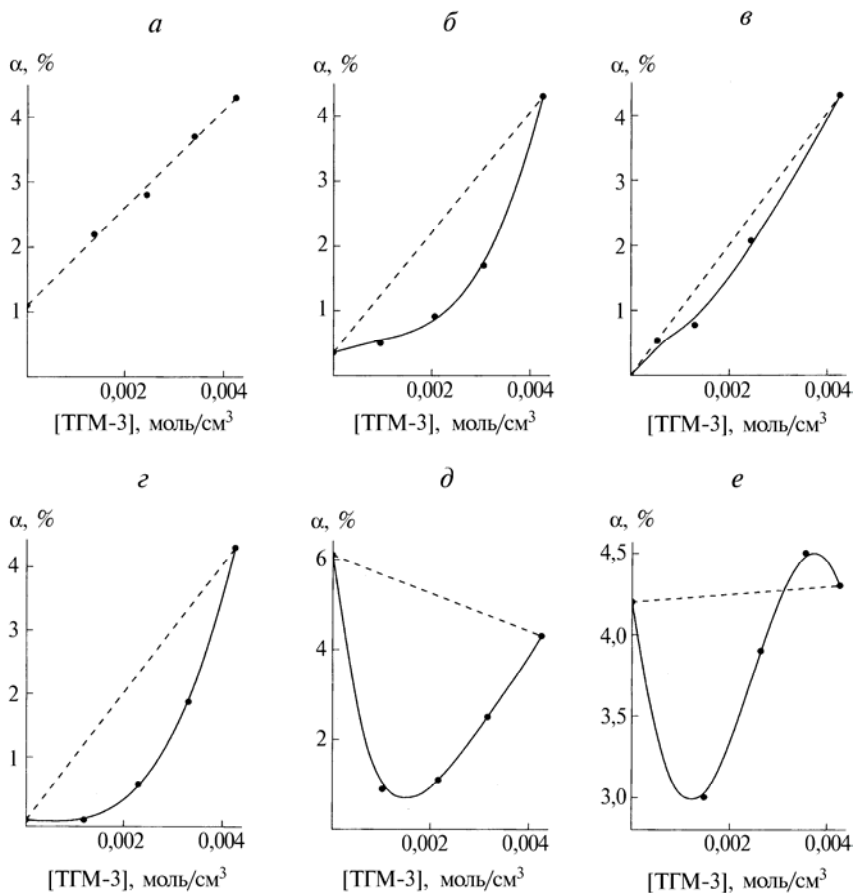 а б в
α, % α, % α, %
4 4 4
3 3 3
2 2 2
1 1 1
0,002 0,004 0,002 0,004 0,002 0,004
[ТГМ-3], моль/см³ [ТГМ-3], моль/см³ [ТГМ-3], моль/см³
г д е
α, % α, % α, %
4 6 4,5
3 4 4,0
2 2 3,5
1 3,0
0,002 0,004 0,002 0,004 0,002 0,004
[ТГМ-3], моль/см³ [ТГМ-3], моль/см³ [ТГМ-3], моль/см³